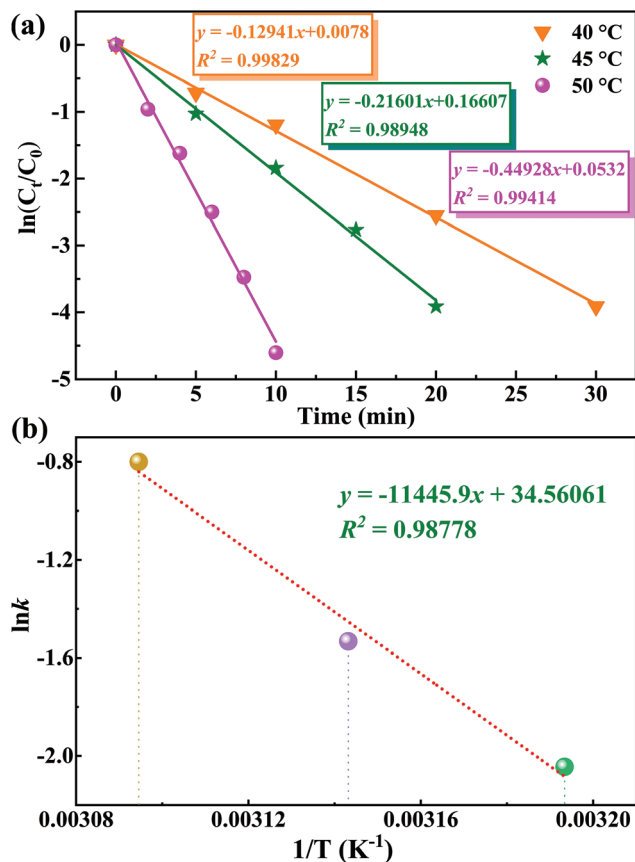 (a)
0
-1
-2
-3
-4
-5
ln(Cₜ/C₀)
y = -0.12941x+0.0078
R² = 0.99829
40 °C
45 °C
50 °C
y = -0.21601x+0.16607
R² = 0.98948
y = -0.44928x+0.0532
R² = 0.99414
0 5 10 15 20 25 30
Time (min)
(b)
-0.8
-1.2
-1.6
-2.0
lnk
y = -11445.9x + 34.56061
R² = 0.98778
0.00308 0.00312 0.00316 0.00320
1/T (K⁻¹)